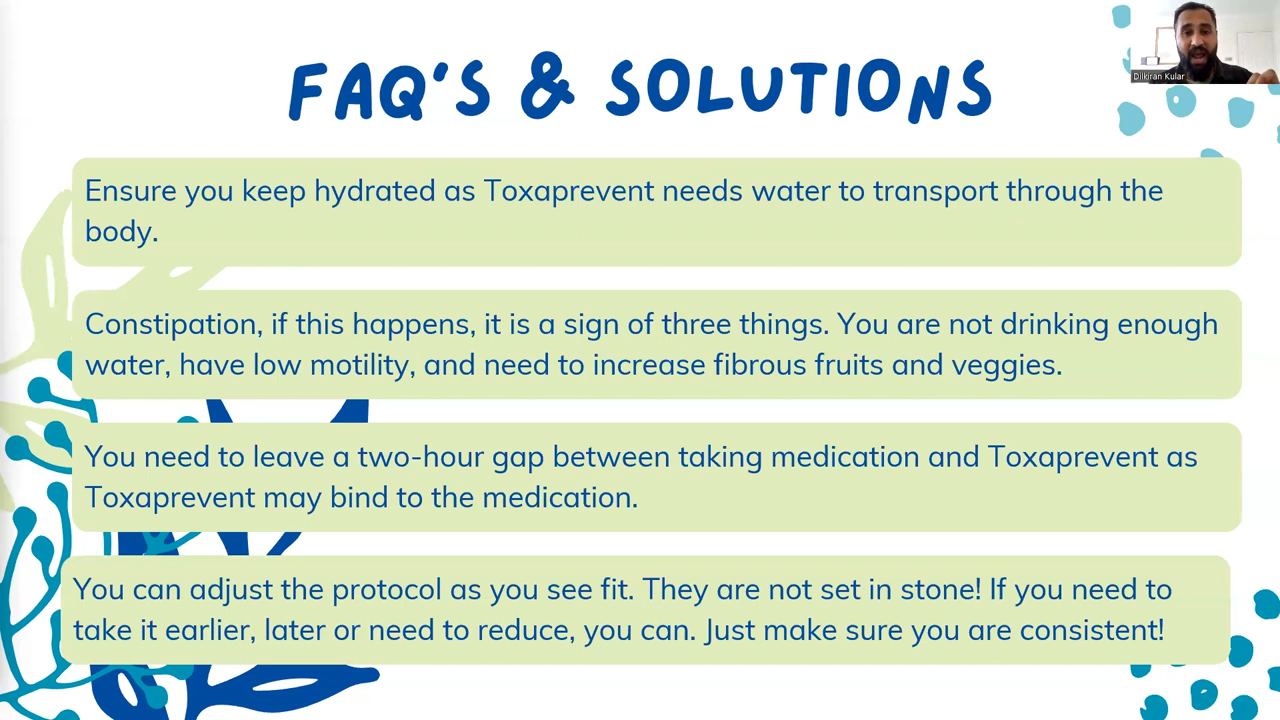 FAQ'S & SOLUTIONS
Dilkiran Kular
Ensure you keep hydrated as Toxaprevent needs water to transport through the
body.
Constipation, if this happens, it is a sign of three things. You are not drinking enough
water, have low motility, and need to increase fibrous fruits and veggies.
You need to leave a two-hour gap between taking medication and Toxaprevent as
Toxaprevent may bind to the medication.
You can adjust the protocol as you see fit. They are not set in stone! If you need to
take it earlier, later or need to reduce, you can. Just make sure you are consistent!